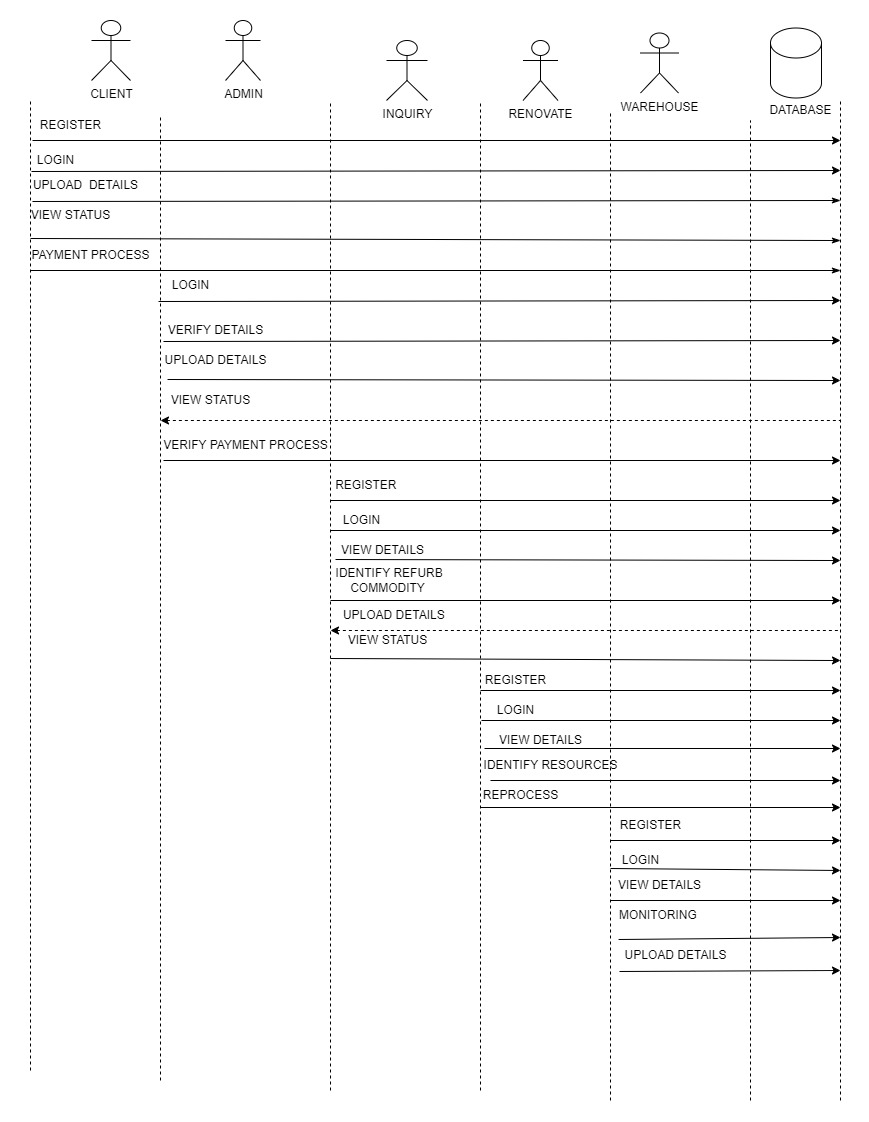 CLIENT
ADMIN
INQUIRY
RENOVATE
WAREHOUSE
DATABASE
REGISTER
LOGIN
UPLOAD DETAILS
VIEW STATUS
PAYMENT PROCESS
LOGIN
VERIFY DETAILS
UPLOAD DETAILS
VIEW STATUS
VERIFY PAYMENT PROCESS
REGISTER
LOGIN
VIEW DETAILS
IDENTIFY REFURB
COMMODITY
UPLOAD DETAILS
VIEW STATUS
REGISTER
LOGIN
VIEW DETAILS
IDENTIFY RESOURCES
REPROCESS
REGISTER
LOGIN
VIEW DETAILS
MONITORING
UPLOAD DETAILS